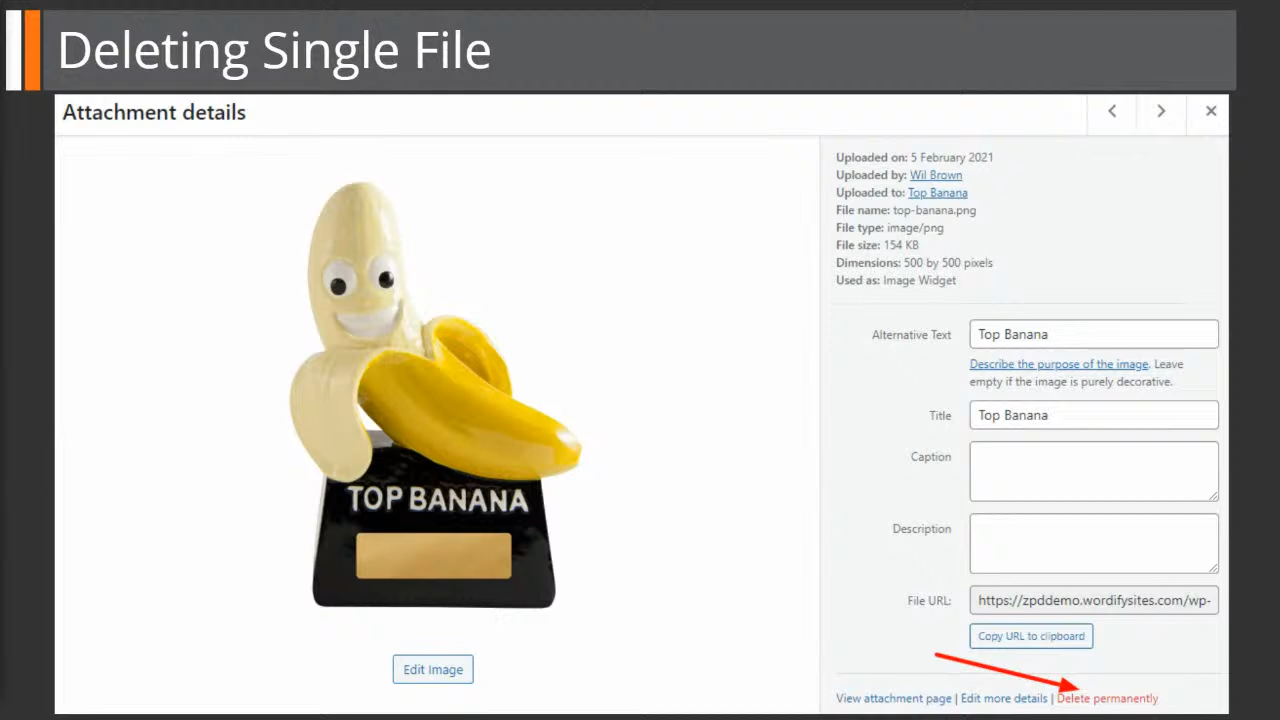 Deleting Single File
Attachment details
Uploaded on: 5 February 2021
Uploaded by: Wil Brown
Uploaded to: Top Banana
File name: top-banana.png
File type: image/png
File size: 154 KB
Dimensions: 500 by 500 pixels
Used as: Image Widget
Alternative Text Top Banana
Describe the purpose of the image. Leave
empty if the image is purely decorative.
Title Top Banana
Caption
Description
File URL: https://zpddemo.wordifysites.com/wp-
Copy URL to clipboard
TOP BANANA
Edit Image
View attachment page | Edit more details | Delete permanently